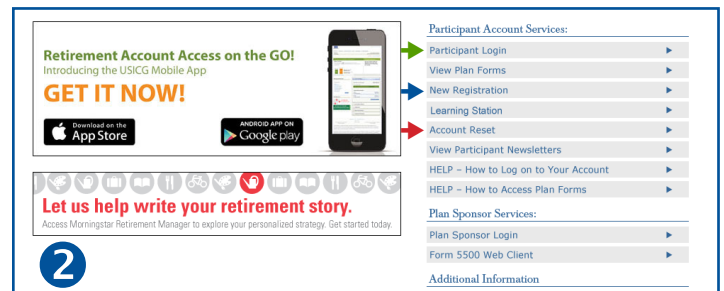 Retirement Account Access on the GO!
Introducing the USICG Mobile App
GET IT NOW!
Download on the
App Store
ANDROID APP ON
Google play
Let us help write your retirement story.
Access Morningstar Retirement Manager to explore your personalized strategy. Get started today.
2
Participant Account Services:
Participant Login
View Plan Forms
New Registration
Learning Station
Account Reset
View Participant Newsletters
HELP – How to Log on to Your Account
HELP – How to Access Plan Forms
Plan Sponsor Services:
Plan Sponsor Login
Form 5500 Web Client
Additional Information